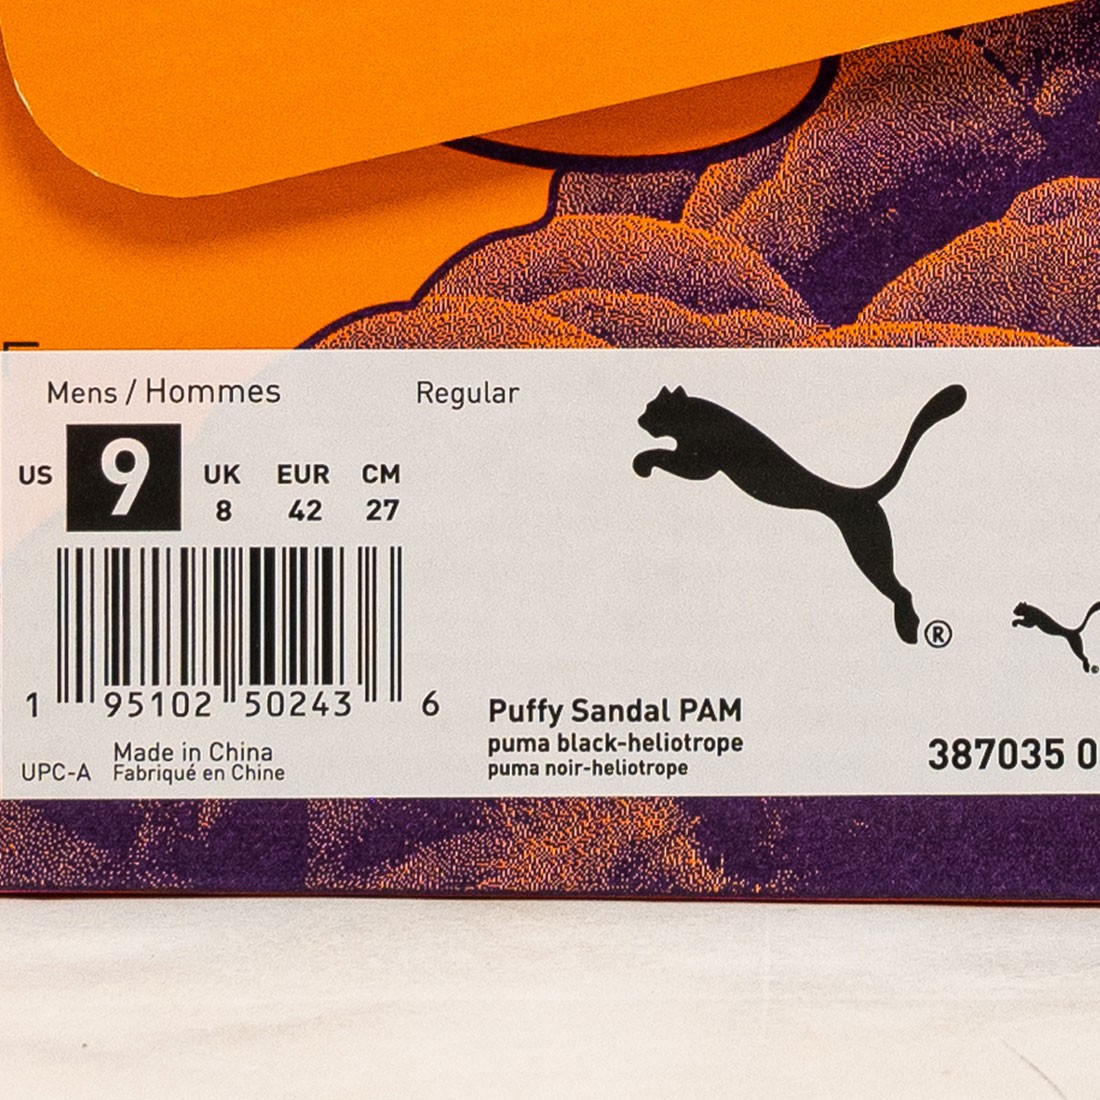 Mens / Hommes
Regular
US 9 UK 8 EUR 42 CM 27
1 95102 50243 6
UPC-A
Made in China
Fabriqué en Chine
Puffy Sandal PAM
puma black-heliotrope
puma noir-heliotrope
387035 0
®